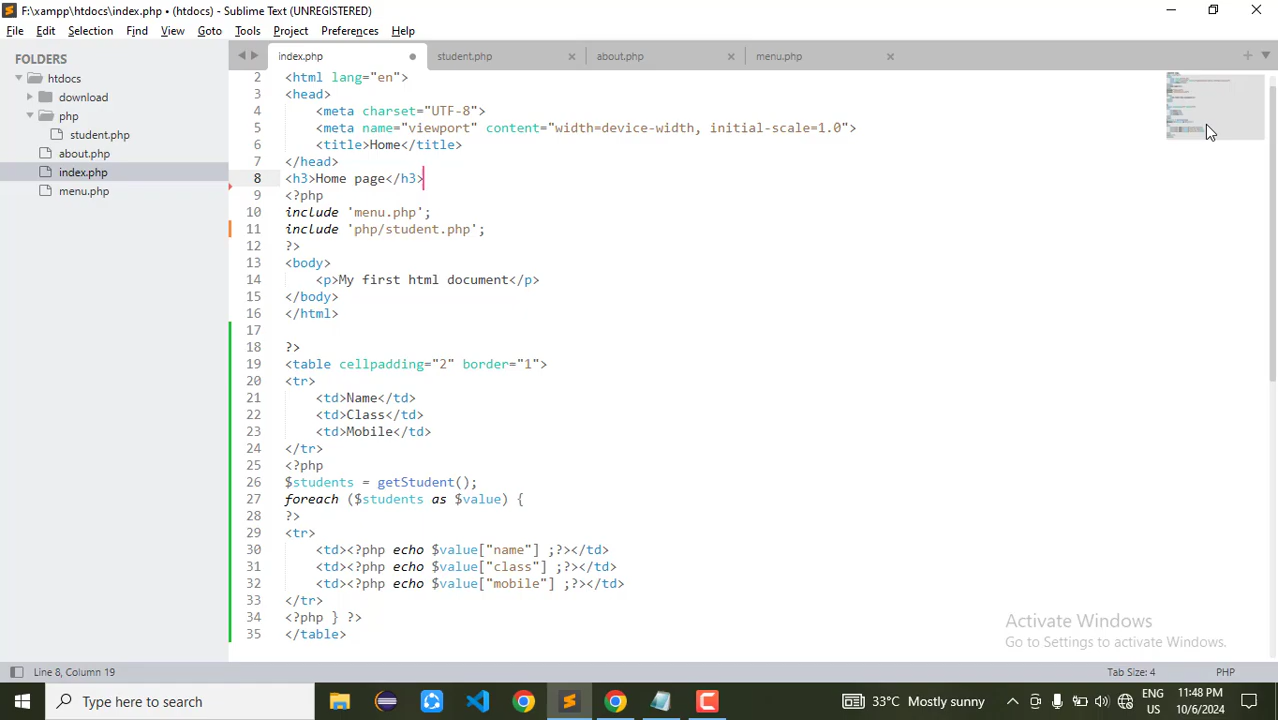 F:\xampp\htdocs\index.php • (htdocs) - Sublime Text (UNREGISTERED)
File Edit Selection Find View Goto Tools Project Preferences Help
FOLDERS
htdocs
download
php
student.php
about.php
index.php
menu.php
index.php student.php about.php menu.php
2 <html lang="en">
3 <head>
4 <meta charset="UTF-8">
5 <meta name="viewport" content="width=device-width, initial-scale=1.0">
6 <title>Home</title>
7 </head>
8 <h3>Home page</h3>
9 <?php
10 include 'menu.php';
11 include 'php/student.php';
12 ?>
13 <body>
14 <p>My first html document</p>
15 </body>
16 </html>
17
18 ?>
19 <table cellpadding="2" border="1">
20 <tr>
21 <td>Name</td>
22 <td>Class</td>
23 <td>Mobile</td>
24 </tr>
25 <?php
26 $students = getStudent();
27 foreach ($students as $value) {
28 ?>
29 <tr>
30 <td><?php echo $value["name"] ;?></td>
31 <td><?php echo $value["class"] ;?></td>
32 <td><?php echo $value["mobile"] ;?></td>
33 </tr>
34 <?php } ?>
35 </table>
Activate Windows
Go to Settings to activate Windows.
Line 8, Column 19 Tab Size: 4 PHP
Type here to search 33°C Mostly sunny ENG 11:48 PM
US 10/6/2024